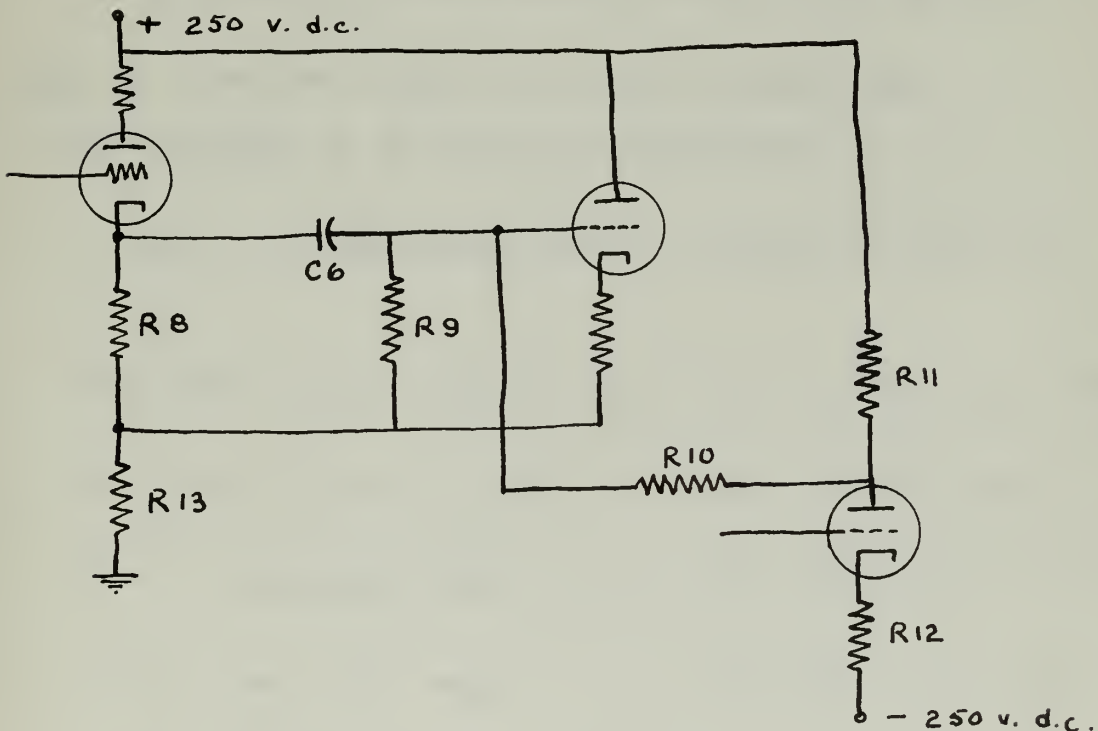 + 250 v. d.c.
C6
R8
R9
R11
R10
R13
R12
- 250 v. d.c.